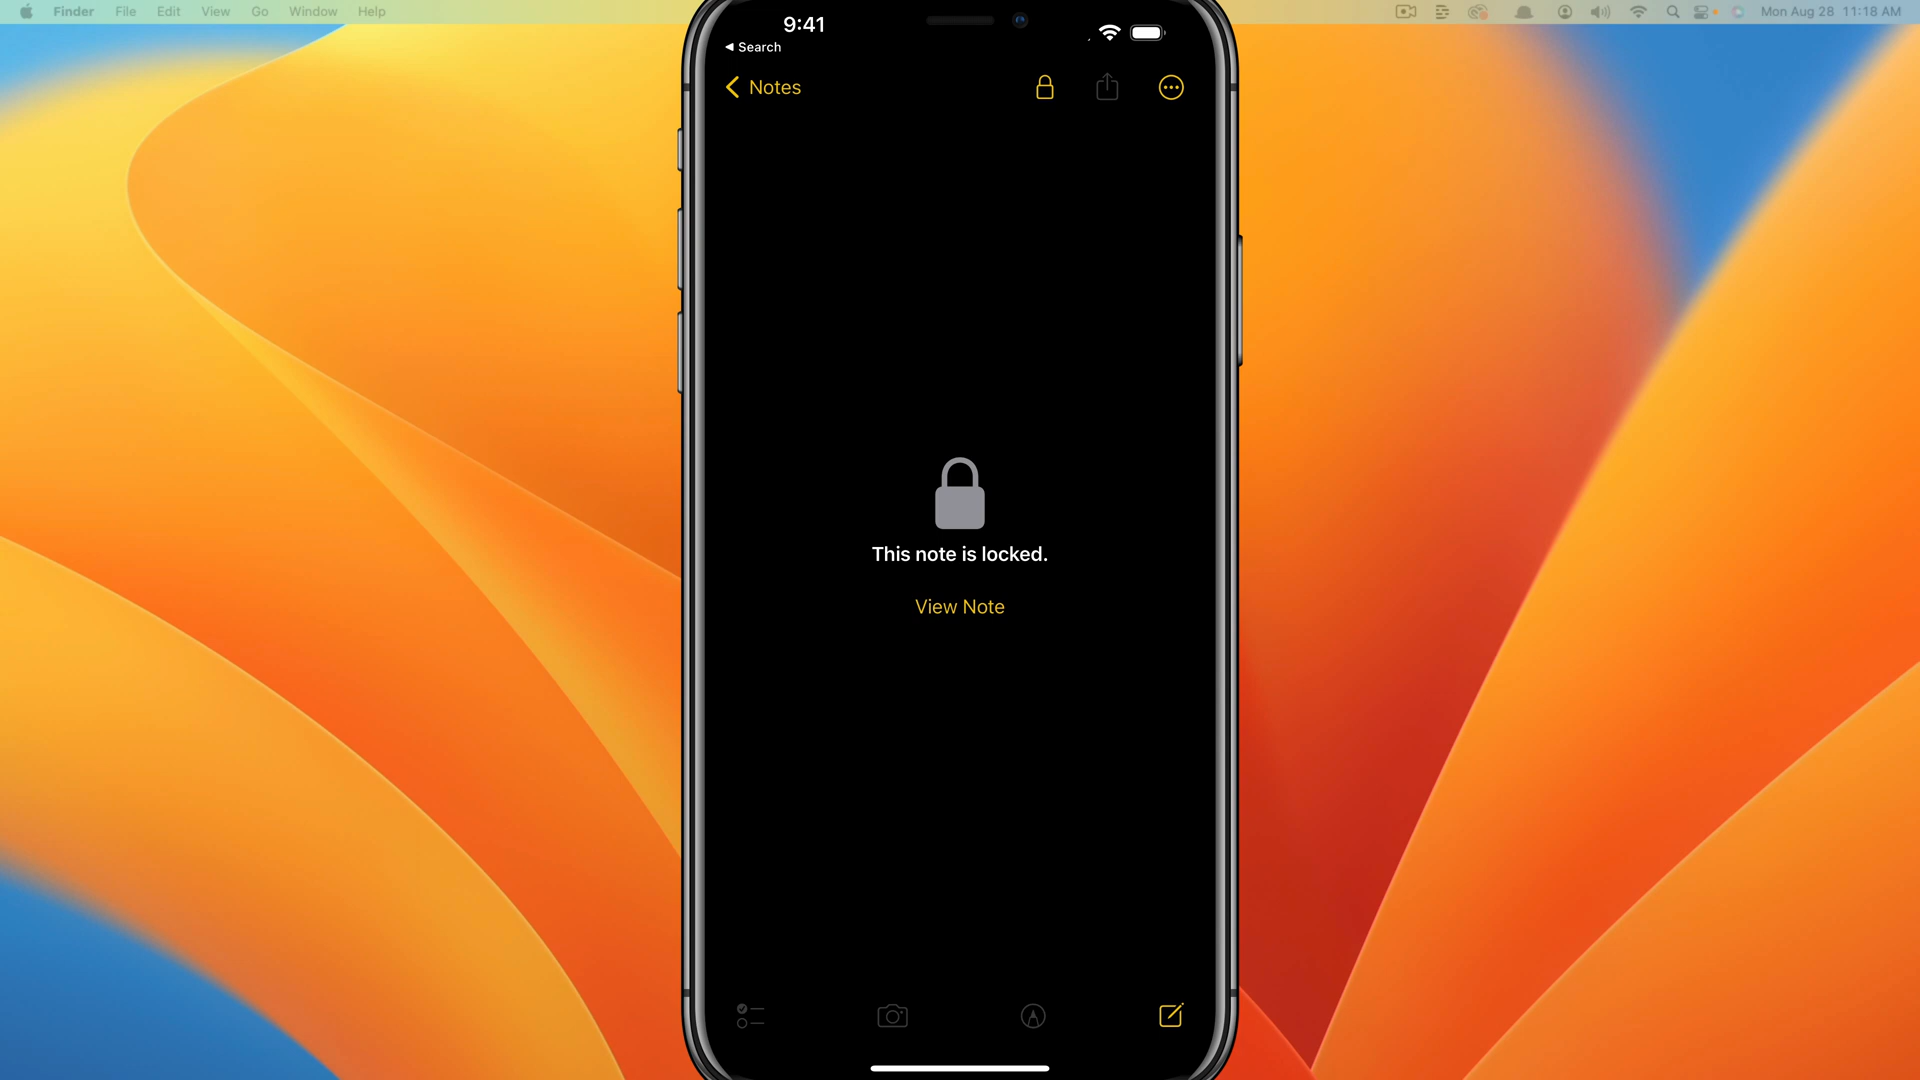 Finder File Edit View Go Window Help
Mon Aug 28 11:18 AM
9:41
Search
Notes
This note is locked.
View Note